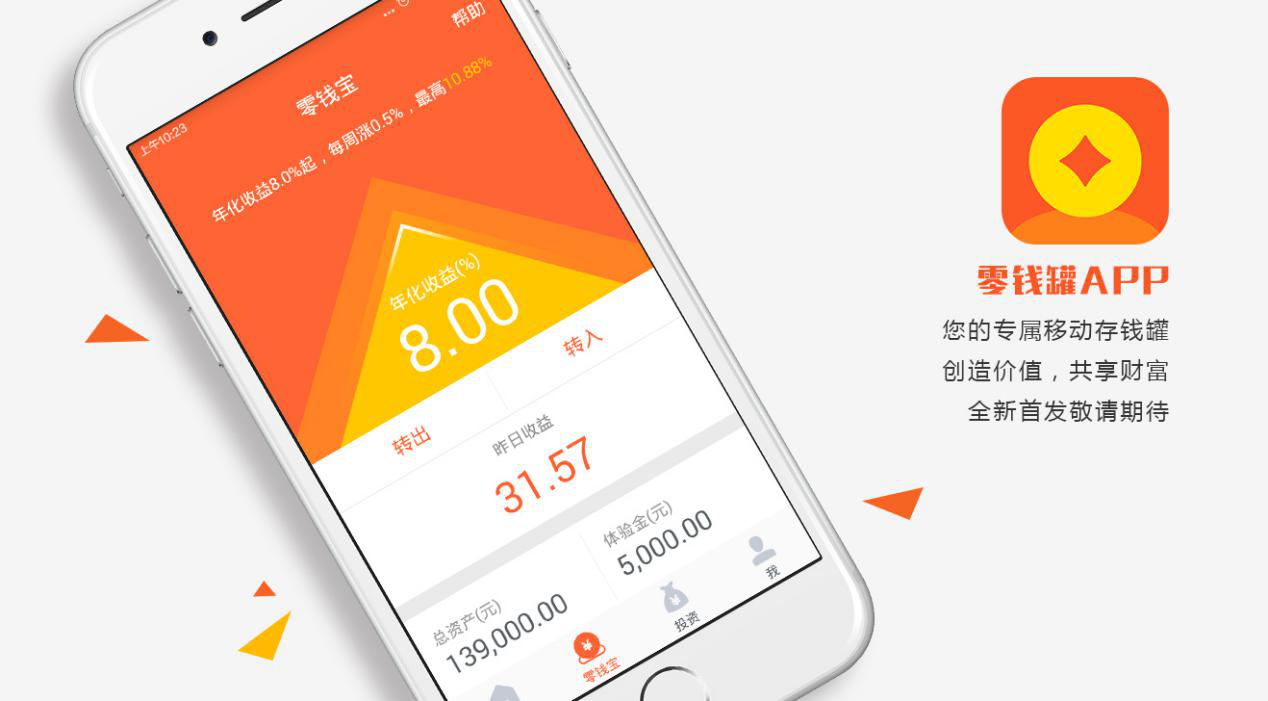 上午10:23
零钱宝
帮助
年化收益8.0%起，每周涨0.5%，最高10.88%
年化收益(%)
8.00
转出
转入
昨日收益
31.57
总资产(元)
139,000.00
体验金(元)
5,000.00
零钱宝
投资
我
零钱罐APP
您的专属移动存钱罐
创造价值，共享财富
全新首发敬请期待